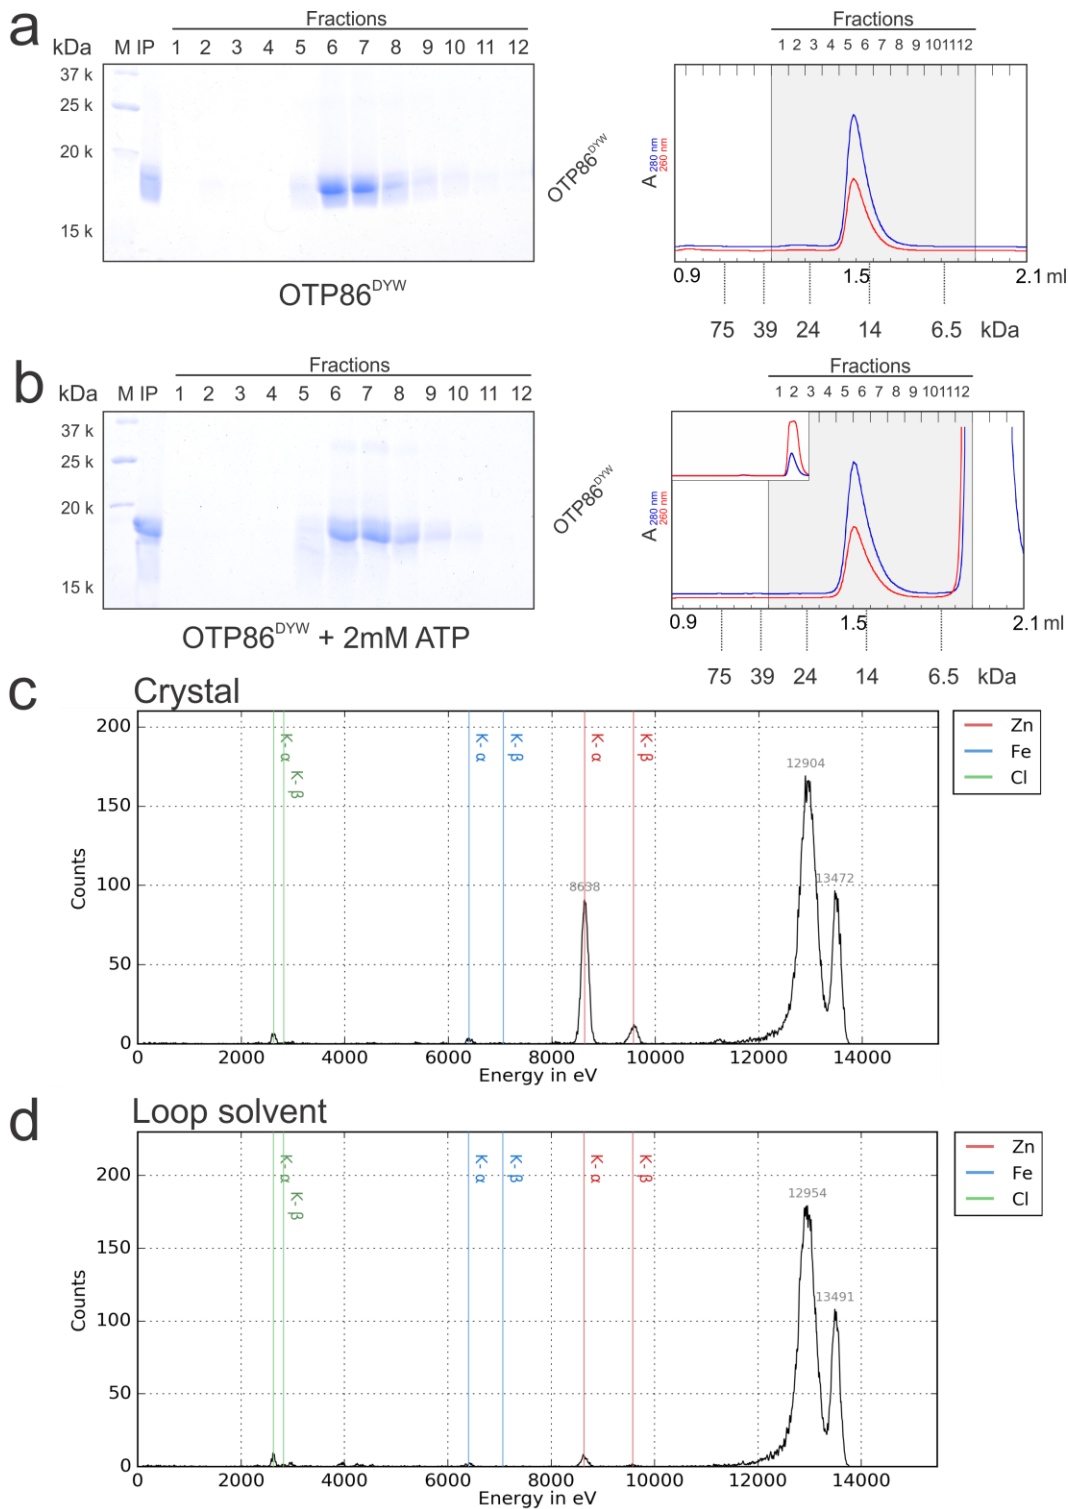 a
Fractions
kDa M IP 1 2 3 4 5 6 7 8 9 10 11 12
37 k
25 k
20 k
15 k
OTP86DYW
OTP86DYW
Fractions
1 2 3 4 5 6 7 8 9 10 11 12
A 280 nm 260 nm
0.9 1.5 2.1 ml
75 39 24 14 6.5 kDa
b
Fractions
kDa M IP 1 2 3 4 5 6 7 8 9 10 11 12
37 k
25 k
20 k
15 k
OTP86DYW + 2mM ATP
OTP86DYW
Fractions
1 2 3 4 5 6 7 8 9 10 11 12
A 280 nm 260 nm
0.9 1.5 2.1 ml
75 39 24 14 6.5 kDa
c Crystal
200
150
100
50
0
Counts
K-α K-β K-α K-β K-α K-β
8638
12904
13472
0 2000 4000 6000 8000 10000 12000 14000
Energy in eV
Zn
Fe
Cl
d Loop solvent
200
150
100
50
0
Counts
K-α K-β K-α K-β K-α K-β
12954
13491
0 2000 4000 6000 8000 10000 12000 14000
Energy in eV
Zn
Fe
Cl